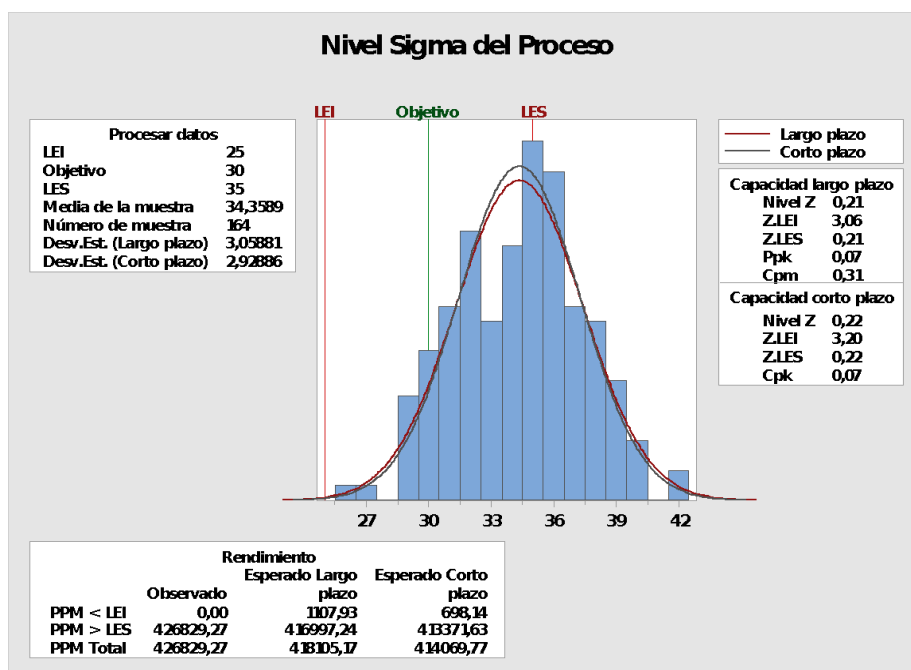 Nivel Sigma del Proceso
LEI Objetivo LES
Procesar datos
LEI 25
Objetivo 30
LES 35
Media de la muestra 34,3589
Número de muestra 164
Desv.Est. (Largo plazo) 3,05881
Desv.Est. (Corto plazo) 2,92886
Largo plazo
Corto plazo
Capacidad largo plazo
Nivel Z 0,21
Z.LEI 3,06
Z.LES 0,21
Ppk 0,07
Cpm 0,31
Capacidad corto plazo
Nivel Z 0,22
Z.LEI 3,20
Z.LES 0,22
Cpk 0,07
27 30 33 36 39 42
Rendimiento
Esperado Largo Esperado Corto
Observado plazo plazo
PPM < LEI 0,00 1107,93 698,14
PPM > LES 426829,27 416997,24 413371,63
PPM Total 426829,27 418105,17 414069,77